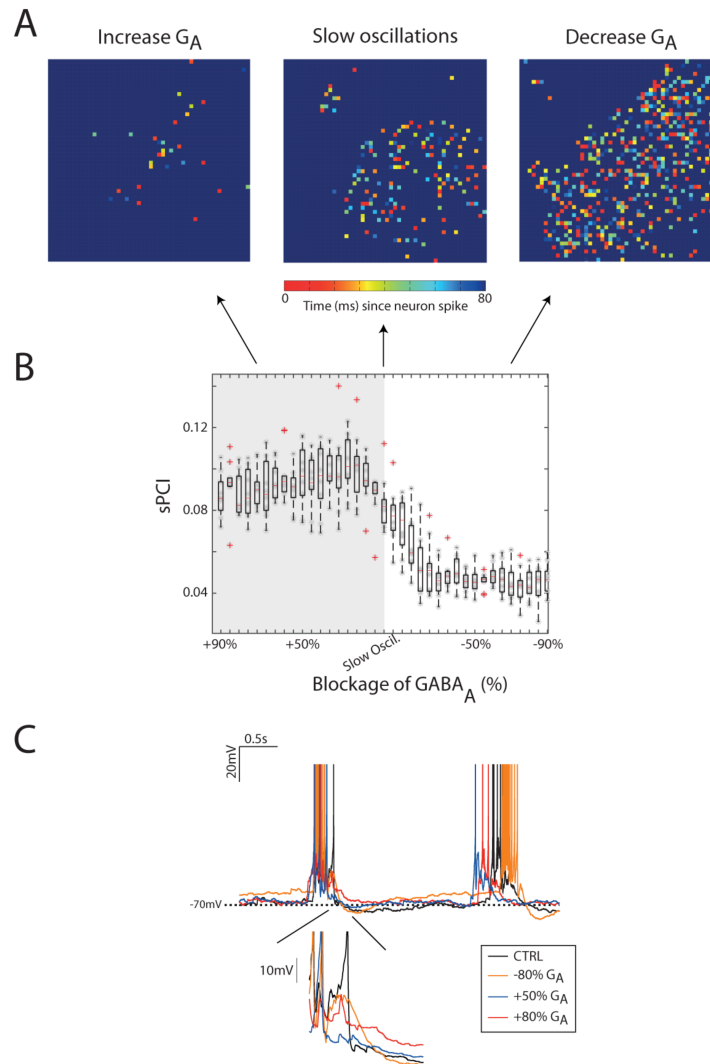 A
Increase GA
Slow oscillations
Decrease GA
0
80
Time (ms) since neuron spike
B
sPCI
0.12
0.08
0.04
+90%
+50%
Slow Oscil.
-50%
-90%
Blockage of GABAA (%)
C
0.5s
20mV
-70mV
10mV
CTRL
-80% GA
+50% GA
+80% GA